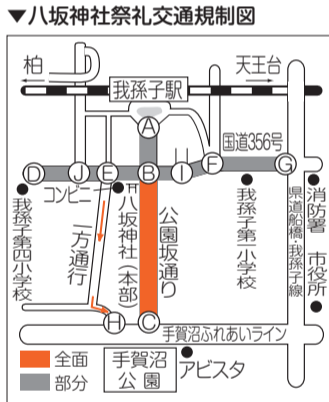 ▼八坂神社祭礼交通規制図
柏
天王台
我孫子駅
A
国道356号
D
J
E
B
I
F
G
コンビニ
我孫子第四小学校
一方通行
八坂神社（本部）
公園坂通り
我孫子第一小学校
県道船橋・我孫子線
消防署
市役所
H
C
手賀沼ふれあいライン
全面
部分
手賀沼
公園
アビスタ